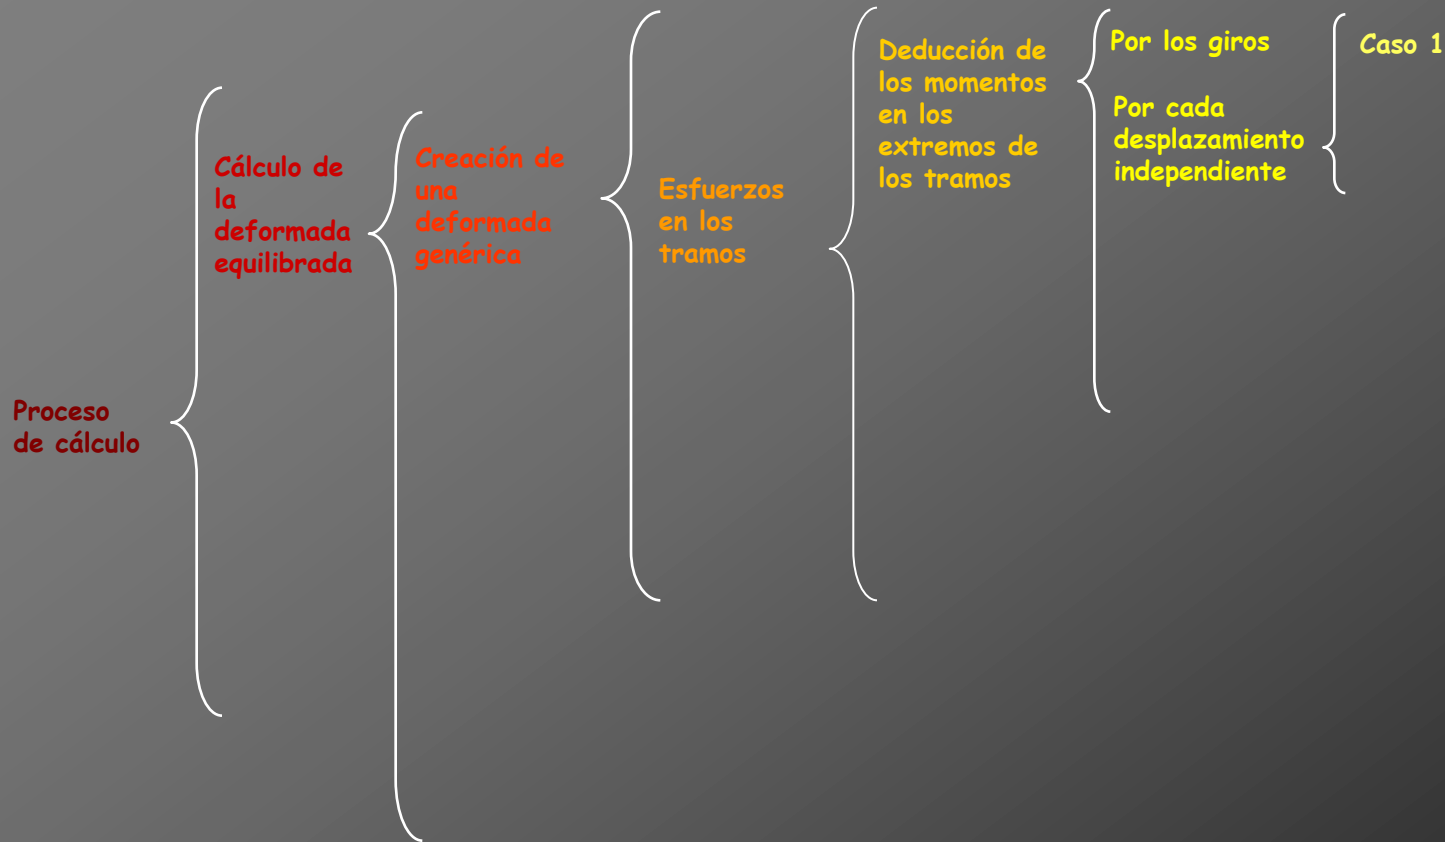 Proceso
de cálculo
Cálculo de
la
deformada
equilibrada
Creación de
una
deformada
genérica
Esfuerzos
en los
tramos
Deducción de
los momentos
en los
extremos de
los tramos
Por los giros
Por cada
desplazamiento
independiente
Caso 1